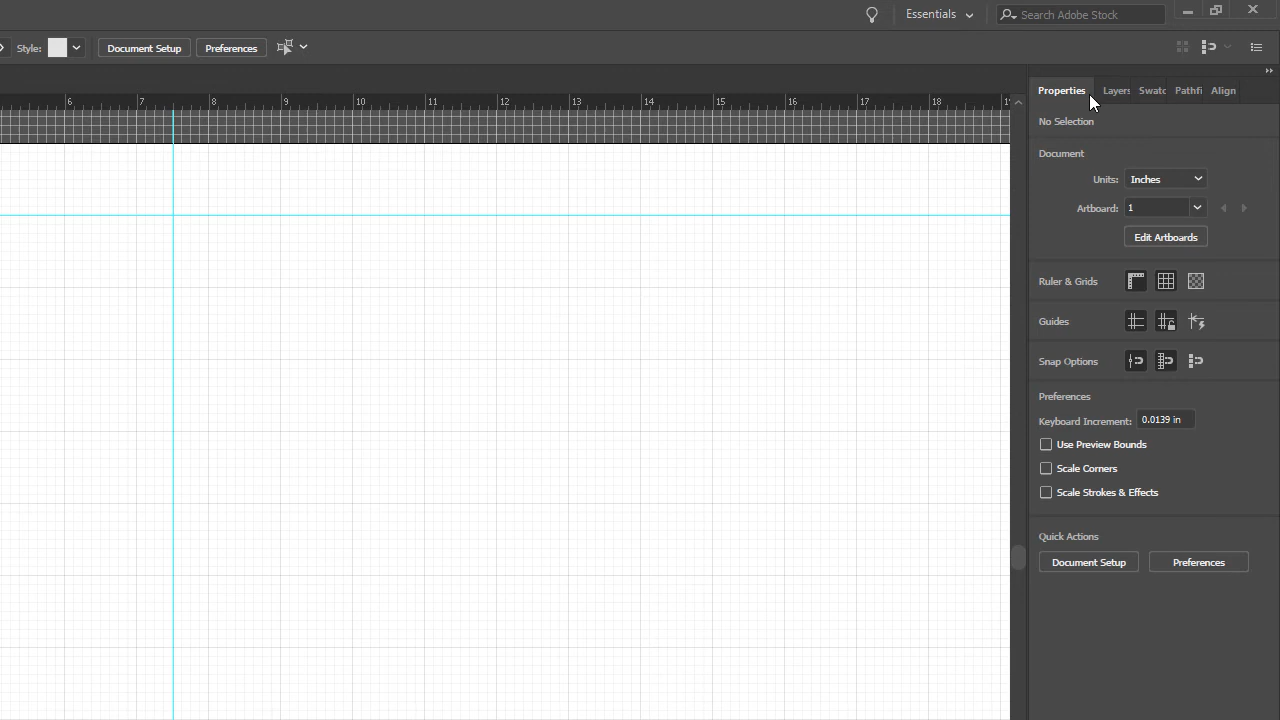 Essentials
Search Adobe Stock
Style:
Document Setup
Preferences
6 7 8 9 10 11 12 13 14 15 16 17 18
Properties Layers Swatc Pathfi Align
No Selection
Document
Units: Inches
Artboard: 1
Edit Artboards
Ruler & Grids
Guides
Snap Options
Preferences
Keyboard Increment: 0.0139 in
Use Preview Bounds
Scale Corners
Scale Strokes & Effects
Quick Actions
Document Setup
Preferences